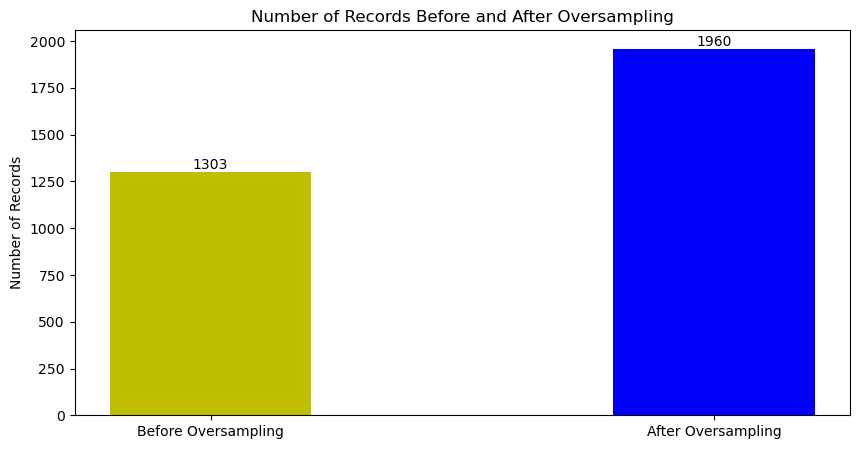 Number of Records Before and After Oversampling
2000
1750
1500
1250
1000
750
500
250
0
Number of Records
1303
1960
Before Oversampling
After Oversampling